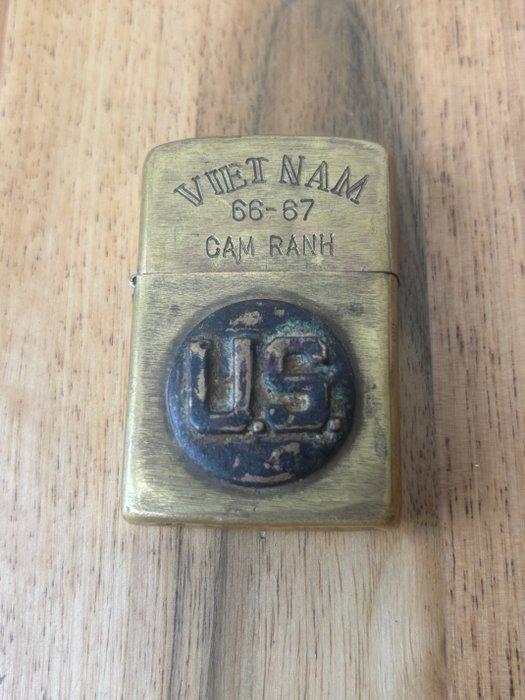 VIET NAM
66-67
CAM RANH
U.S.